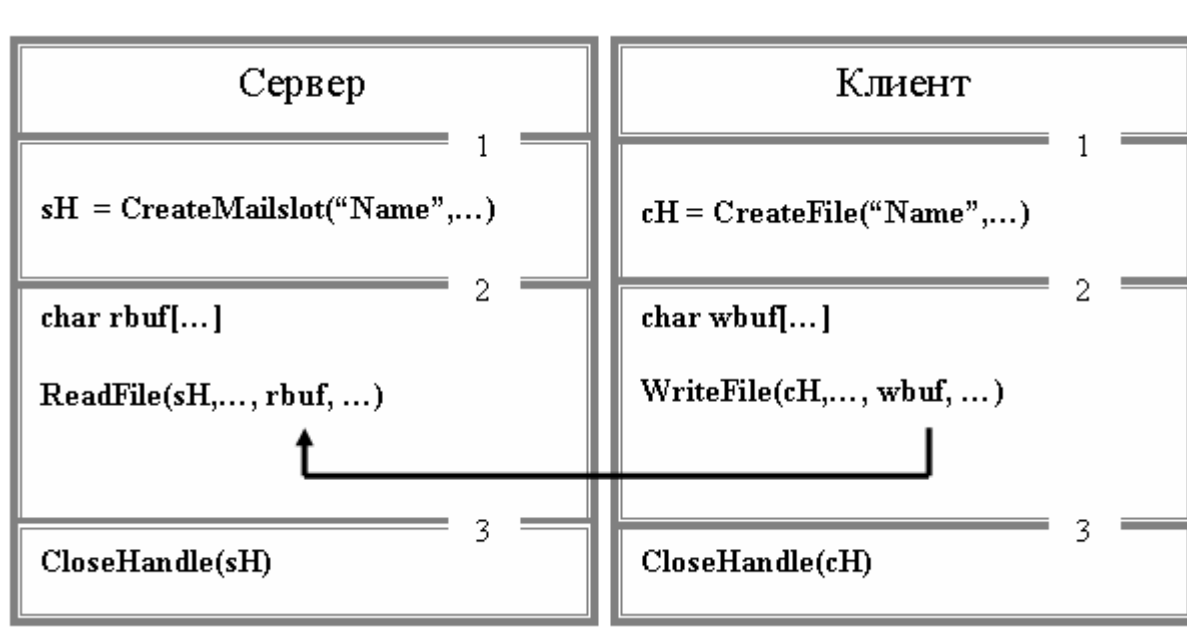 Сервер
1
sH = CreateMailslot(“Name”,...)
2
char rbuf[...]
ReadFile(sH,..., rbuf, ...)
3
CloseHandle(sH)
Клиент
1
cH = CreateFile(“Name”,...)
2
char wbuf[...]
WriteFile(cH,..., wbuf, ...)
3
CloseHandle(cH)